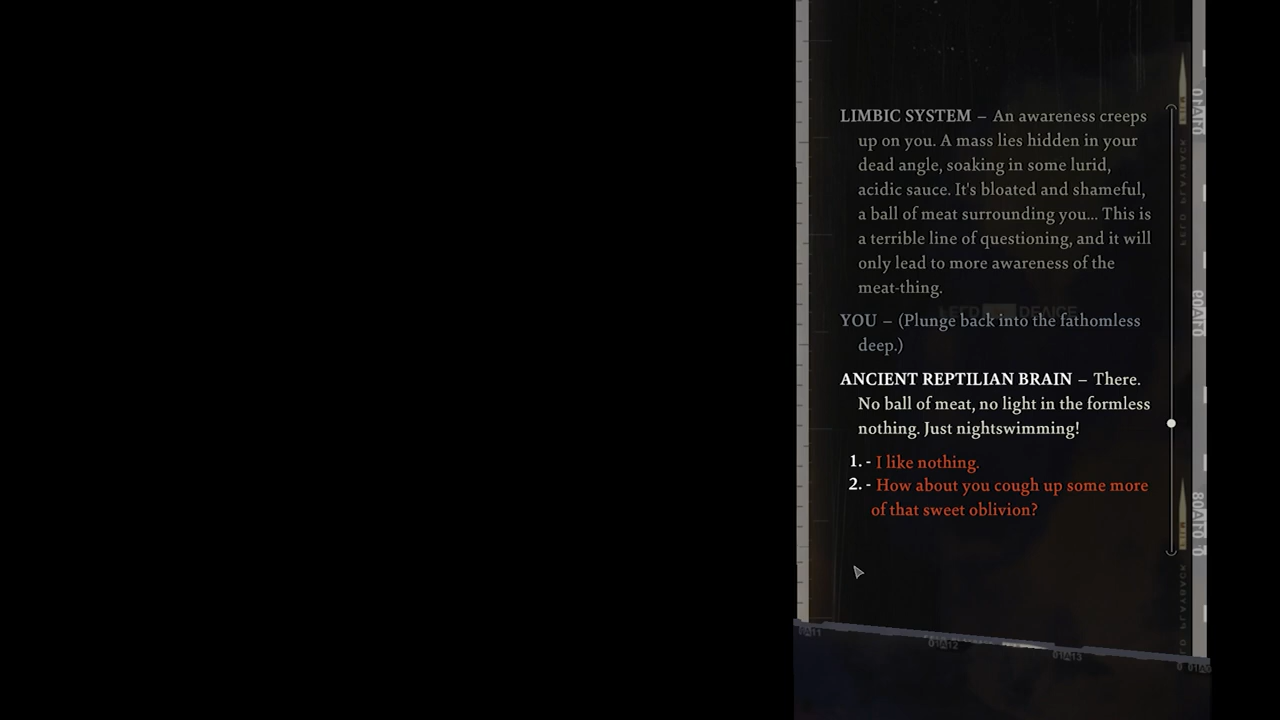 LIMBIC SYSTEM – An awareness creeps
up on you. A mass lies hidden in your
dead angle, soaking in some lurid,
acidic sauce. It's bloated and shameful,
a ball of meat surrounding you... This is
a terrible line of questioning, and it will
only lead to more awareness of the
meat-thing.
YOU – (Plunge back into the fathomless
deep.)
ANCIENT REPTILIAN BRAIN – There.
No ball of meat, no light in the formless
nothing. Just nightswimming!
1. - I like nothing.
2. - How about you cough up some more
of that sweet oblivion?